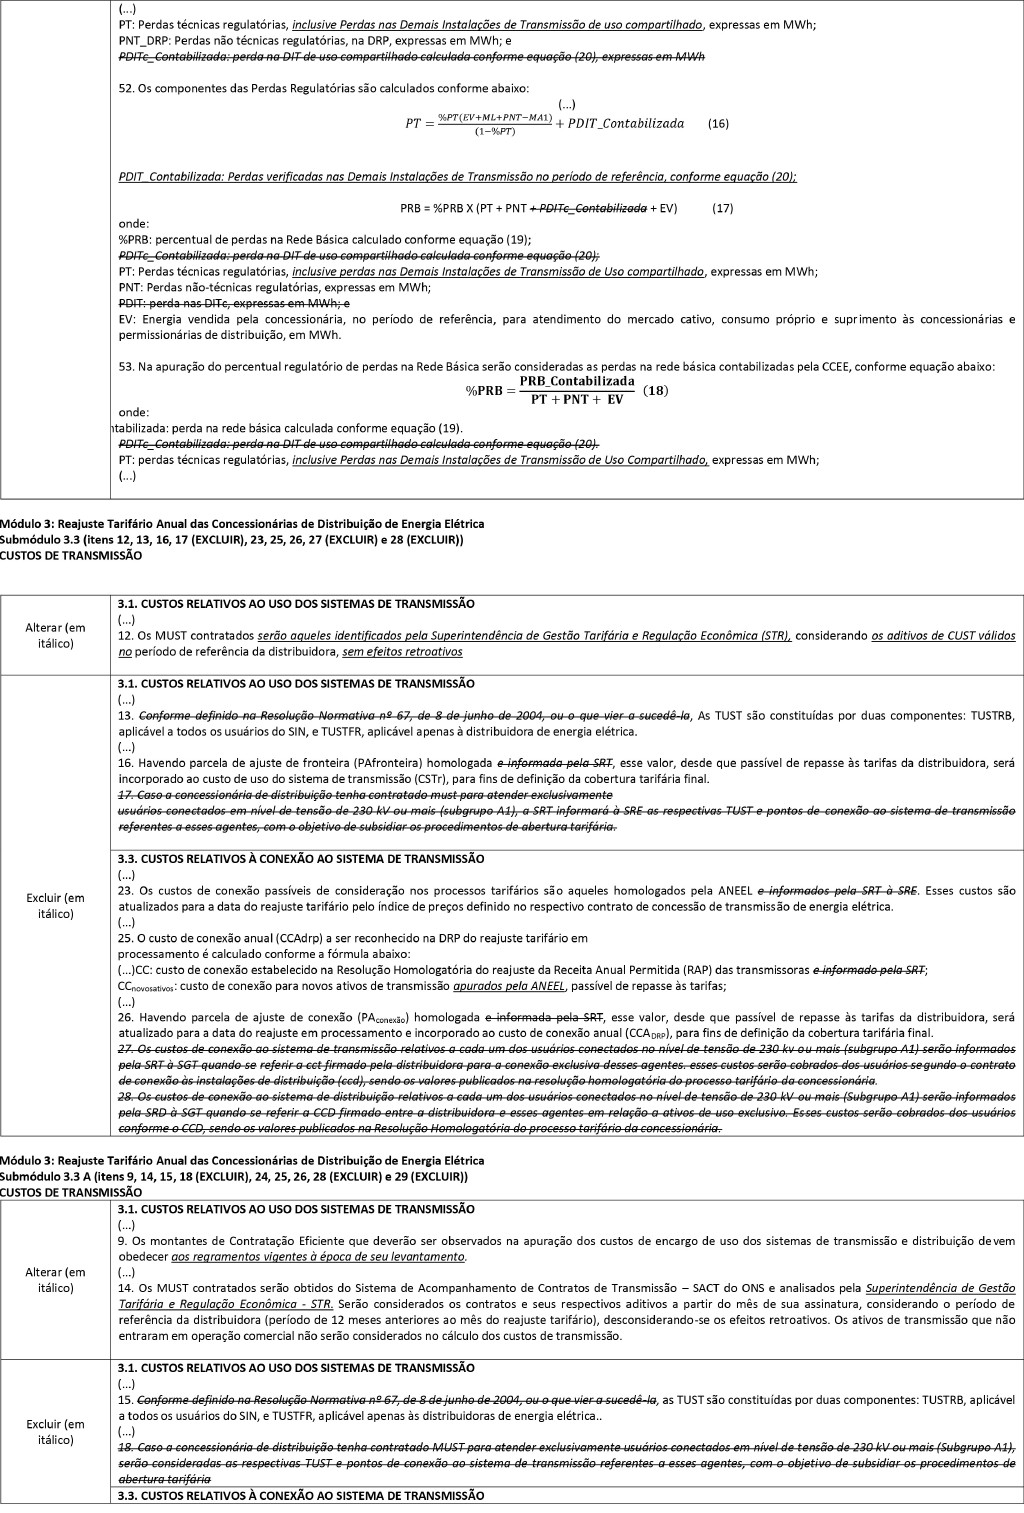 (...)
PT: Perdas técnicas regulatórias, inclusive Perdas nas Demais Instalações de Transmissão de uso compartilhado, expressas em MWh;
PNT_DRP: Perdas não técnicas regulatórias, na DRP, expressas em MWh; e
PDITc_Contabilizada: perda na DIT de uso compartilhado calculada conforme equação (20), expressas em MWh
52. Os componentes das Perdas Regulatórias são calculados conforme abaixo:
(...)
PT = %PT(EV+ML+PNT−MA1)/(1−%PT) + PDIT_Contabilizada (16)
PDIT_Contabilizada: Perdas verificadas nas Demais Instalações de Transmissão no período de referência, conforme equação (20);
PRB = %PRB X (PT + PNT + PDITc_Contabilizada + EV) (17)
onde:
%PRB: percentual de perdas na Rede Básica calculado conforme equação (19);
PDITc_Contabilizada: perda na DIT de uso compartilhado calculada conforme equação (20);
PT: Perdas técnicas regulatórias, inclusive perdas nas Demais Instalações de Transmissão de Uso compartilhado, expressas em MWh;
PNT: Perdas não-técnicas regulatórias, expressas em MWh;
PDIT: perda nas DITc, expressas em MWh; e
EV: Energia vendida pela concessionária, no período de referência, para atendimento do mercado cativo, consumo próprio e suprimento às concessionárias e
permissionárias de distribuição, em MWh.
53. Na apuração do percentual regulatório de perdas na Rede Básica serão consideradas as perdas na rede básica contabilizadas pela CCEE, conforme equação abaixo:
%PRB = PRB_Contabilizada/PT + PNT + EV (18)
onde:
ntabilizada: perda na rede básica calculada conforme equação (19).
PDITc_Contabilizada: perda na DIT de uso compartilhado calculada conforme equação (20).
PT: perdas técnicas regulatórias, inclusive Perdas nas Demais Instalações de Transmissão de Uso Compartilhado, expressas em MWh;
(...)
Módulo 3: Reajuste Tarifário Anual das Concessionárias de Distribuição de Energia Elétrica
Submódulo 3.3 (itens 12, 13, 16, 17 (EXCLUIR), 23, 25, 26, 27 (EXCLUIR) e 28 (EXCLUIR))
CUSTOS DE TRANSMISSÃO
Alterar (em
itálico)
3.1. CUSTOS RELATIVOS AO USO DOS SISTEMAS DE TRANSMISSÃO
(...)
12. Os MUST contratados serão aqueles identificados pela Superintendência de Gestão Tarifária e Regulação Econômica (STR), considerando os aditivos de CUST válidos
no período de referência da distribuidora, sem efeitos retroativos
Excluir (em
itálico)
3.1. CUSTOS RELATIVOS AO USO DOS SISTEMAS DE TRANSMISSÃO
(...)
13. Conforme definido na Resolução Normativa nº 67, de 8 de junho de 2004, ou o que vier a sucedê-la, As TUST são constituídas por duas componentes: TUSTRB,
aplicável a todos os usuários do SIN, e TUSTFR, aplicável apenas à distribuidora de energia elétrica.
(...)
16. Havendo parcela de ajuste de fronteira (PAfronteira) homologada e informada pela SRT, esse valor, desde que passível de repasse às tarifas da distribuidora, será
incorporado ao custo de uso do sistema de transmissão (CSTr), para fins de definição da cobertura tarifária final.
17. Caso a concessionária de distribuição tenha contratado must para atender exclusivamente
usuários conectados em nível de tensão de 230 kV ou mais (subgrupo A1), a SRT informará à SRE as respectivas TUST e pontos de conexão ao sistema de transmissão
referentes a esses agentes, com o objetivo de subsidiar os procedimentos de abertura tarifária.
3.3. CUSTOS RELATIVOS À CONEXÃO AO SISTEMA DE TRANSMISSÃO
(...)
23. Os custos de conexão passíveis de consideração nos processos tarifários são aqueles homologados pela ANEEL e informados pela SRT à SRE. Esses custos são
atualizados para a data do reajuste tarifário pelo índice de preços definido no respectivo contrato de concessão de transmissão de energia elétrica.
(...)
25. O custo de conexão anual (CCAdrp) a ser reconhecido na DRP do reajuste tarifário em
processamento é calculado conforme a fórmula abaixo:
(...)CC: custo de conexão estabelecido na Resolução Homologatória do reajuste da Receita Anual Permitida (RAP) das transmissoras e informado pela SRT;
CCnovosativos: custo de conexão para novos ativos de transmissão apurados pela ANEEL, passível de repasse às tarifas;
(...)
26. Havendo parcela de ajuste de conexão (PAconexão) homologada e informada pela SRT, esse valor, desde que passível de repasse às tarifas da distribuidora, será
atualizado para a data do reajuste em processamento e incorporado ao custo de conexão anual (CCADRP), para fins de definição da cobertura tarifária final.
27. Os custos de conexão ao sistema de transmissão relativos a cada um dos usuários conectados no nível de tensão de 230 kv ou mais (subgrupo A1) serão informados
pela SRT à SGT quando se referir a cct firmado pela distribuidora para a conexão exclusiva desses agentes. esses custos serão cobrados dos usuários segundo o contrato
de conexão às instalações de distribuição (ccd), sendo os valores publicados na resolução homologatória do processo tarifário da concessionária.
28. Os custos de conexão ao sistema de distribuição relativos a cada um dos usuários conectados no nível de tensão de 230 kV ou mais (Subgrupo A1) serão informados
pela SRD à SGT quando se referir a CCD firmado entre a distribuidora e esses agentes em relação a ativos de uso exclusivo. Esses custos serão cobrados dos usuários
conforme o CCD, sendo os valores publicados na Resolução Homologatória do processo tarifário da concessionária.
Módulo 3: Reajuste Tarifário Anual das Concessionárias de Distribuição de Energia Elétrica
Submódulo 3.3 A (itens 9, 14, 15, 18 (EXCLUIR), 24, 25, 26, 28 (EXCLUIR) e 29 (EXCLUIR))
CUSTOS DE TRANSMISSÃO
Alterar (em
itálico)
3.1. CUSTOS RELATIVOS AO USO DOS SISTEMAS DE TRANSMISSÃO
(...)
9. Os montantes de Contratação Eficiente que deverão ser observados na apuração dos custos de encargo de uso dos sistemas de transmissão e distribuição devem
obedecer aos regramentos vigentes à época de seu levantamento.
(...)
14. Os MUST contratados serão obtidos do Sistema de Acompanhamento de Contratos de Transmissão – SACT do ONS e analisados pela Superintendência de Gestão
Tarifária e Regulação Econômica - STR. Serão considerados os contratos e seus respectivos aditivos a partir do mês de sua assinatura, considerando o período de
referência da distribuidora (período de 12 meses anteriores ao mês do reajuste tarifário), desconsiderando-se os efeitos retroativos. Os ativos de transmissão que não
entraram em operação comercial não serão considerados no cálculo dos custos de transmissão.
Excluir (em
itálico)
3.1. CUSTOS RELATIVOS AO USO DOS SISTEMAS DE TRANSMISSÃO
(...)
15. Conforme definido na Resolução Normativa nº 67, de 8 de junho de 2004, ou o que vier a sucedê-la, as TUST são constituídas por duas componentes: TUSTRB, aplicável
a todos os usuários do SIN, e TUSTFR, aplicável apenas às distribuidoras de energia elétrica..
(...)
18. Caso a concessionária de distribuição tenha contratado MUST para atender exclusivamente usuários conectados em nível de tensão de 230 kV ou mais (Subgrupo A1),
serão consideradas as respectivas TUST e pontos de conexão ao sistema de transmissão referentes a esses agentes, com o objetivo de subsidiar os procedimentos de
abertura tarifária
3.3. CUSTOS RELATIVOS À CONEXÃO AO SISTEMA DE TRANSMISSÃO